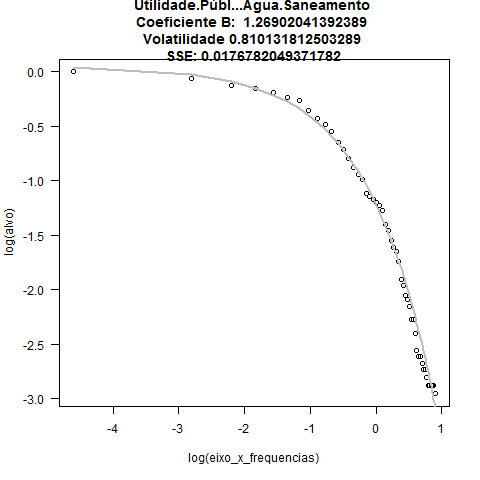 Utilidade.Públ...Água.Saneamento
Coeficiente B:  1.26902041392389
Volatilidade 0.810131812503289
SSE: 0.0176782049371782
0.0
-0.5
-1.0
-1.5
-2.0
-2.5
-3.0
log(alvo)
-4 -3 -2 -1 0 1
log(eixo_x_frequencias)